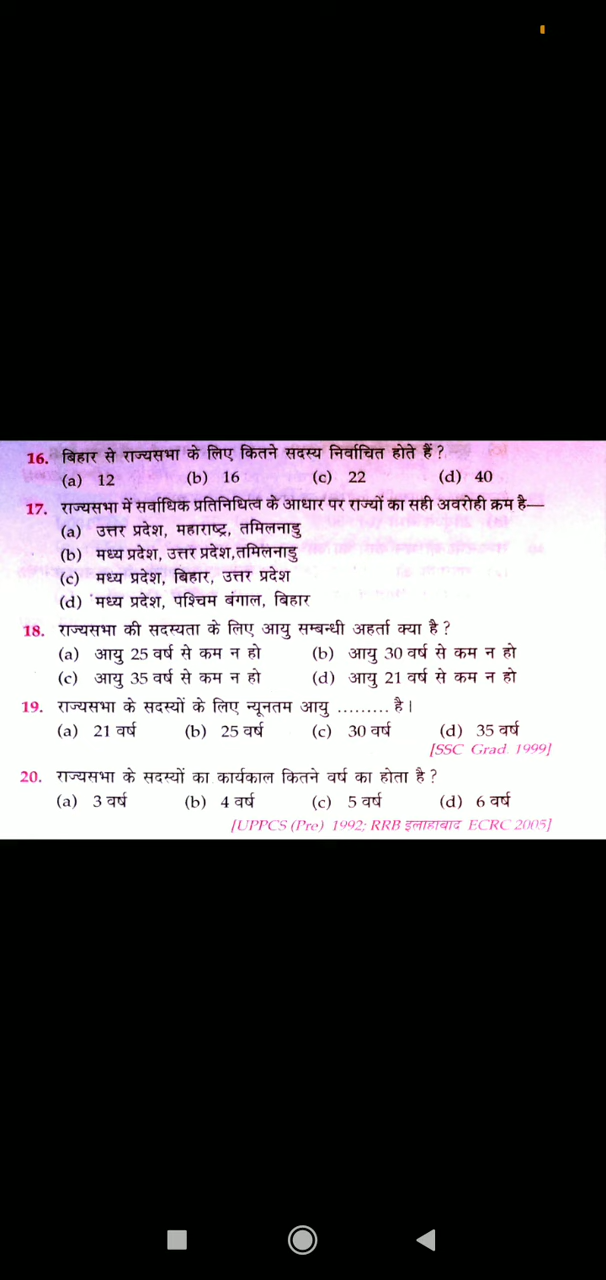 16. बिहार से राज्यसभा के लिए कितने सदस्य निर्वाचित होते हैं ?
(a) 12 (b) 16 (c) 22 (d) 40
17. राज्यसभा में सर्वाधिक प्रतिनिधित्व के आधार पर राज्यों का सही अवरोही क्रम है—
(a) उत्तर प्रदेश, महाराष्ट्र, तमिलनाडु
(b) मध्य प्रदेश, उत्तर प्रदेश,तमिलनाडु
(c) मध्य प्रदेश, बिहार, उत्तर प्रदेश
(d) मध्य प्रदेश, पश्चिम बंगाल, बिहार
18. राज्यसभा की सदस्यता के लिए आयु सम्बन्धी अहर्ता क्या है ?
(a) आयु 25 वर्ष से कम न हो (b) आयु 30 वर्ष से कम न हो
(c) आयु 35 वर्ष से कम न हो (d) आयु 21 वर्ष से कम न हो
19. राज्यसभा के सदस्यों के लिए न्यूनतम आयु ......... है।
(a) 21 वर्ष (b) 25 वर्ष (c) 30 वर्ष (d) 35 वर्ष
[SSC Grad. 1999]
20. राज्यसभा के सदस्यों का कार्यकाल कितने वर्ष का होता है ?
(a) 3 वर्ष (b) 4 वर्ष (c) 5 वर्ष (d) 6 वर्ष
[UPPCS (Pre) 1992; RRB इलाहाबाद ECRC 2005]